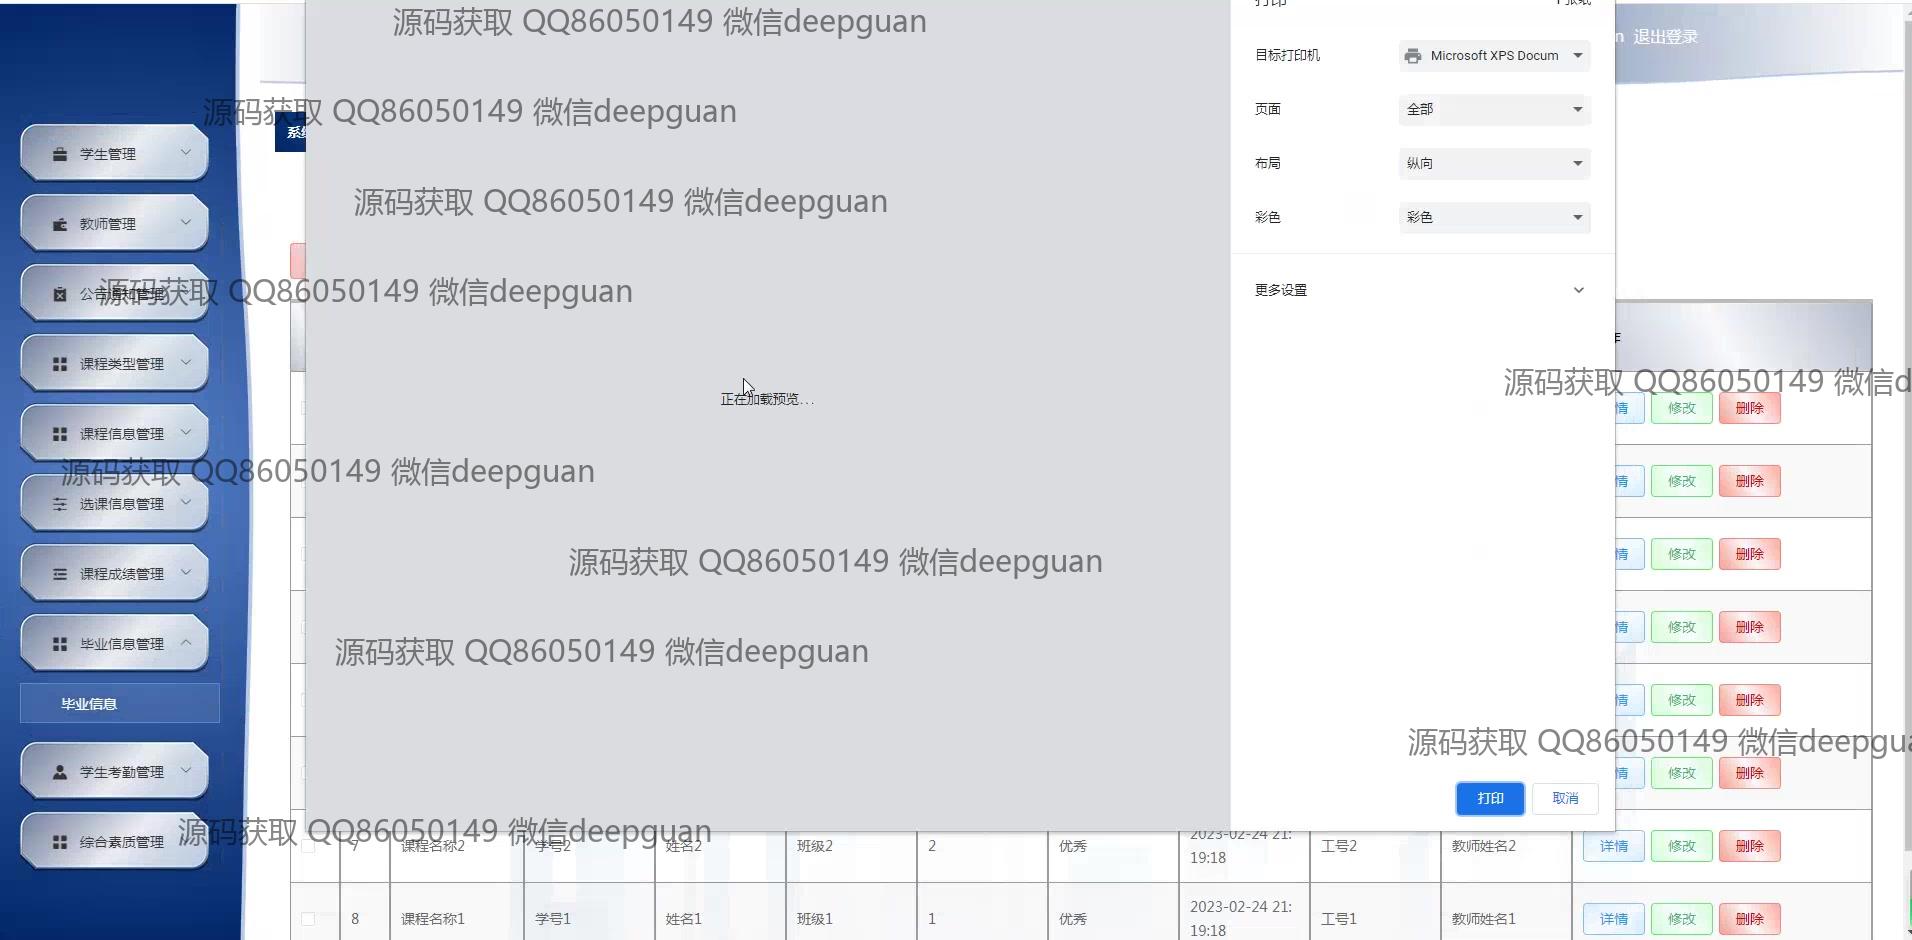 源码获取 QQ86050149 微信deepguan
目标打印机
Microsoft XPS Docum
n 退出登录
源码获取 QQ86050149 微信deepguan
页面
全部
学生管理
布局
纵向
源码获取 QQ86050149 微信deepguan
彩色
彩色
教师管理
公告通知管理
源码获取 QQ86050149 微信deepguan
更多设置
课程类型管理
源码获取 QQ86050149 微信d
正在加载预览...
情
修改
删除
课程信息管理
源码获取 QQ86050149 微信deepguan
情
修改
删除
选课信息管理
源码获取 QQ86050149 微信deepguan
情
修改
删除
课程成绩管理
情
修改
删除
毕业信息管理
源码获取 QQ86050149 微信deepguan
毕业信息
情
修改
删除
源码获取 QQ86050149 微信deepgua
学生考勤管理
情
修改
删除
打印
取消
综合素质管理
源码获取 QQ86050149 微信deepguan
7
课程名称2
学号2
姓名2
班级2
2
优秀
2023-02-24 21:
19:18
工号2
教师姓名2
详情
修改
删除
8
课程名称1
学号1
姓名1
班级1
1
优秀
2023-02-24 21:
19:18
工号1
教师姓名1
详情
修改
删除